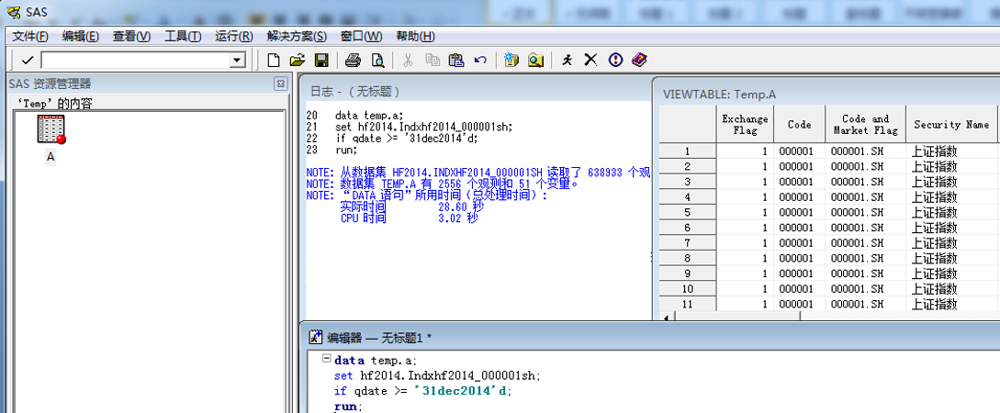 SAS
文件(F) 编辑(E) 查看(V) 工具(T) 运行(R) 解决方案(S) 窗口(W) 帮助(H)
SAS 资源管理器
‘Temp’的内容
A
日志 - （无标题）
20 data temp.a;
21 set hf2014.Indxhf2014_000001sh;
22 if qdate >= '31dec2014'd;
23 run;
NOTE: 从数据集 HF2014.INDXHF2014_000001SH 读取了 638933 个观
NOTE: 数据集 TEMP.A 有 2556 个观测和 51 个变量。
NOTE: “DATA 语句”所用时间（总处理时间）:
实际时间 28.60 秒
CPU 时间 3.02 秒
VIEWTABLE: Temp.A
Exchange Flag Code Code and Market Flag Security Name
1 1 000001 000001.SH 上证指数
2 1 000001 000001.SH 上证指数
3 1 000001 000001.SH 上证指数
4 1 000001 000001.SH 上证指数
5 1 000001 000001.SH 上证指数
6 1 000001 000001.SH 上证指数
7 1 000001 000001.SH 上证指数
8 1 000001 000001.SH 上证指数
9 1 000001 000001.SH 上证指数
10 1 000001 000001.SH 上证指数
11 1 000001 000001.SH 上证指数
编辑器 — 无标题1 *
data temp.a;
set hf2014.Indxhf2014_000001sh;
if qdate >= '31dec2014'd;
run;